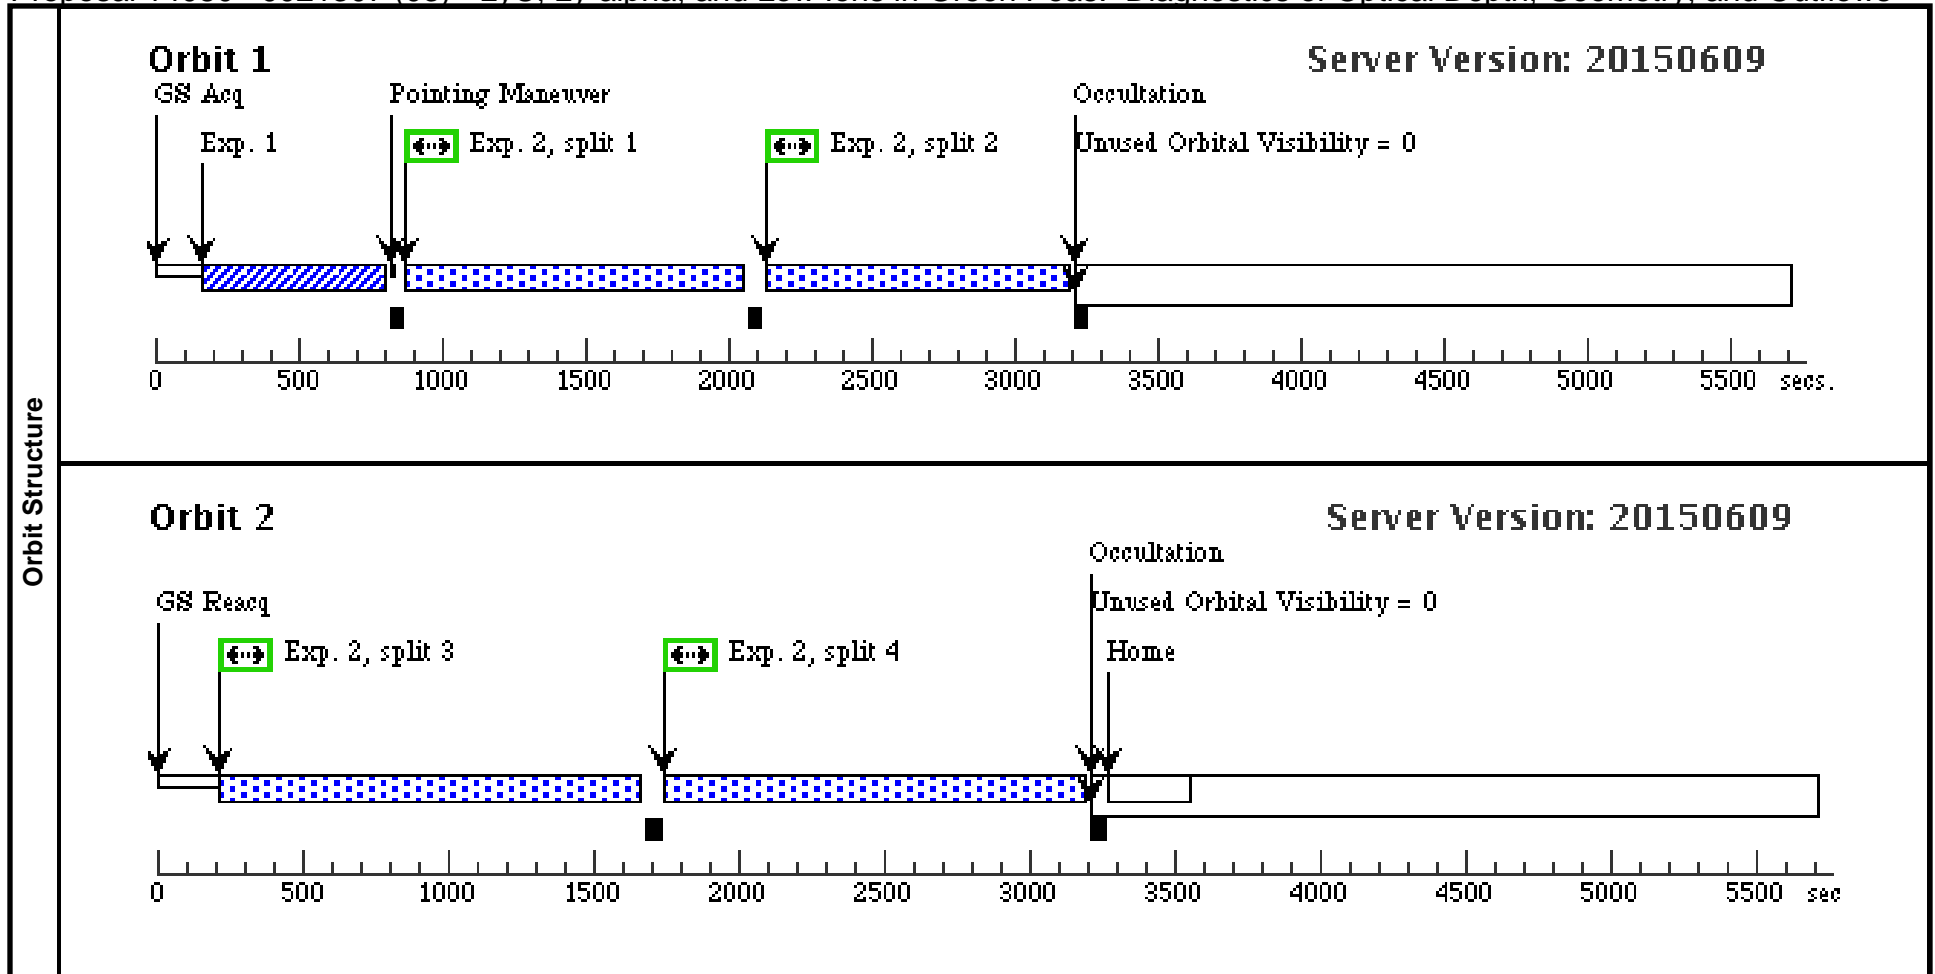 Orbit Structure
Orbit 1
Server Version: 20150609
GS Acq
Pointing Maneuver
Occultation
Exp. 1
Exp. 2, split 1
Exp. 2, split 2
Unused Orbital Visibility = 0
0 500 1000 1500 2000 2500 3000 3500 4000 4500 5000 5500 secs.
Orbit 2
Server Version: 20150609
Occultation
GS Reacq
Unused Orbital Visibility = 0
Exp. 2, split 3
Exp. 2, split 4
Home
0 500 1000 1500 2000 2500 3000 3500 4000 4500 5000 5500 sec